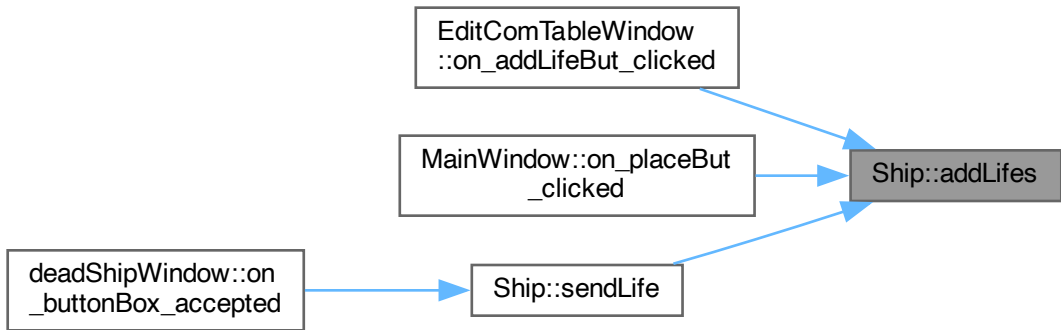 EditComTableWindow
::on_addLifeBut_clicked
MainWindow::on_placeBut
_clicked
Ship::addLifes
deadShipWindow::on
_buttonBox_accepted
Ship::sendLife